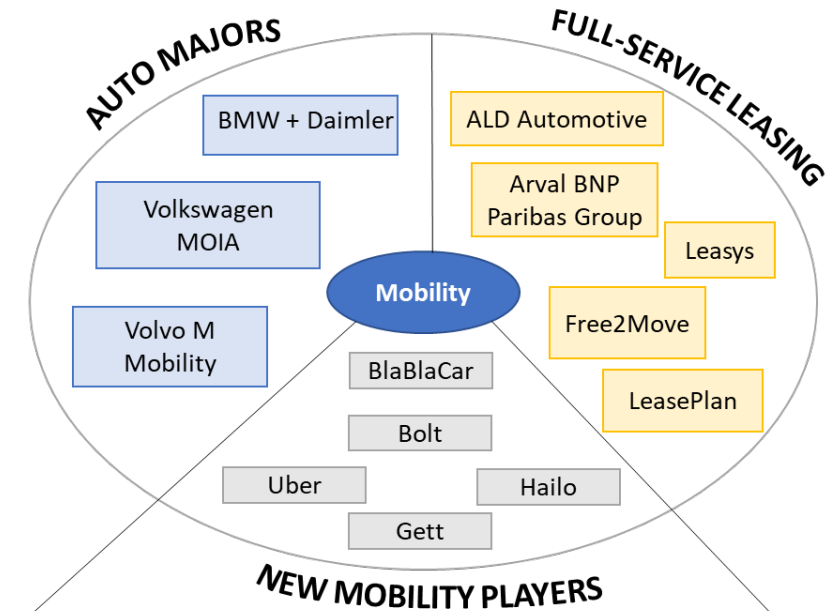 AUTO MAJORS
FULL-SERVICE LEASING
BMW + Daimler
ALD Automotive
Volkswagen
MOIA
Arval BNP
Paribas Group
Leasys
Mobility
Volvo M
Mobility
Free2Move
BlaBlaCar
LeasePlan
Bolt
Uber
Hailo
Gett
NEW MOBILITY PLAYERS